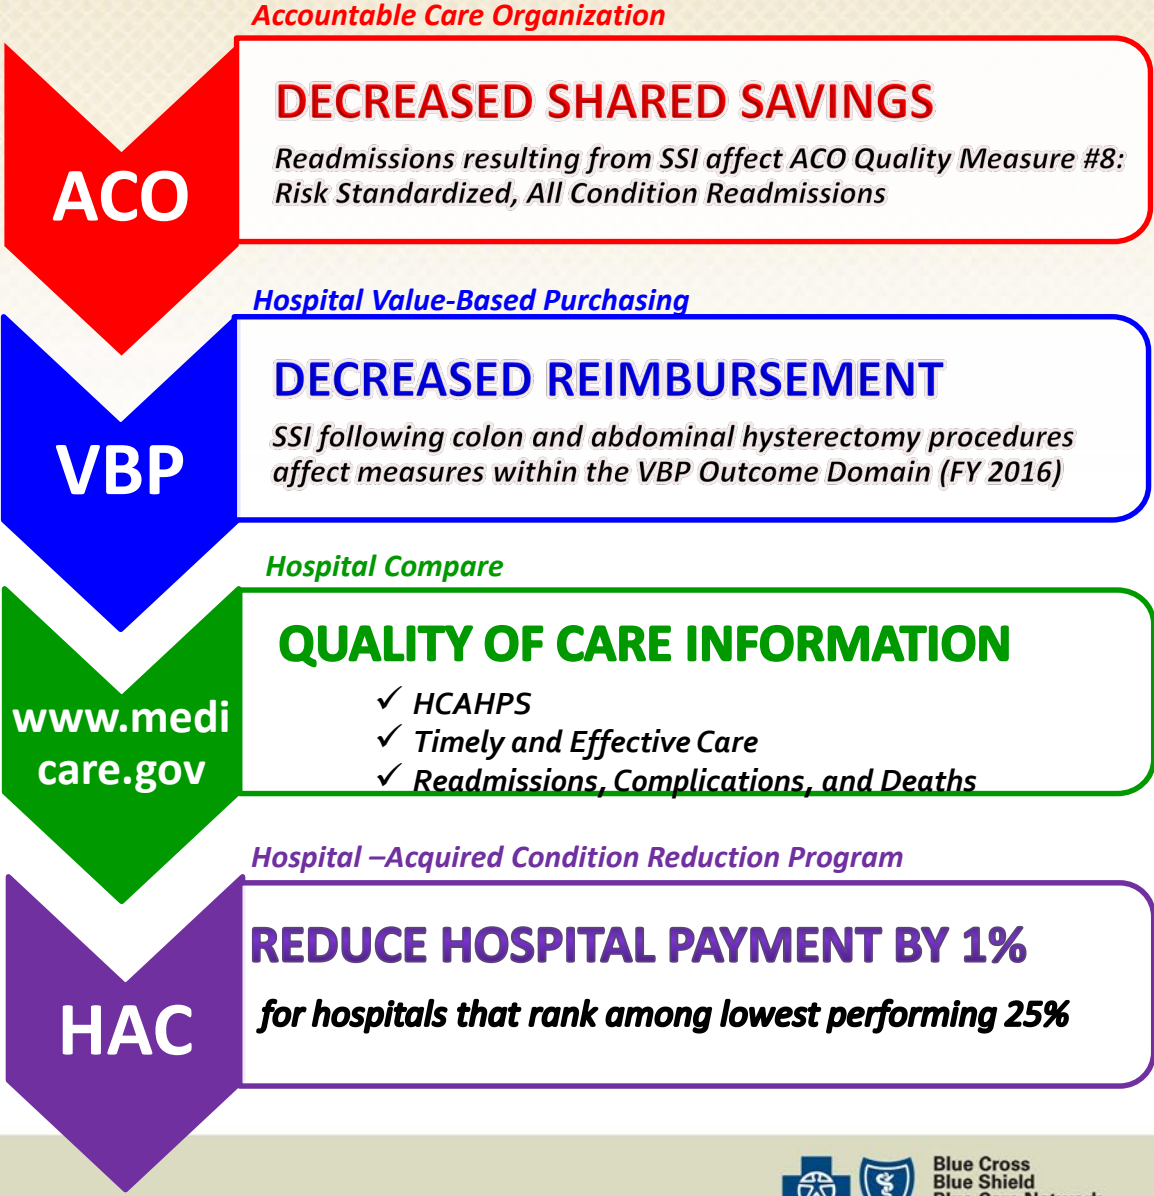 Accountable Care Organization
DECREASED SHARED SAVINGS
Readmissions resulting from SSI affect ACO Quality Measure #8:
Risk Standardized, All Condition Readmissions
ACO
Hospital Value-Based Purchasing
DECREASED REIMBURSEMENT
SSI following colon and abdominal hysterectomy procedures
affect measures within the VBP Outcome Domain (FY 2016)
VBP
Hospital Compare
QUALITY OF CARE INFORMATION
✓ HCAHPS
✓ Timely and Effective Care
✓ Readmissions, Complications, and Deaths
www.medi
care.gov
Hospital –Acquired Condition Reduction Program
REDUCE HOSPITAL PAYMENT BY 1%
for hospitals that rank among lowest performing 25%
HAC
Blue Cross
Blue Shield
Blue Care Network